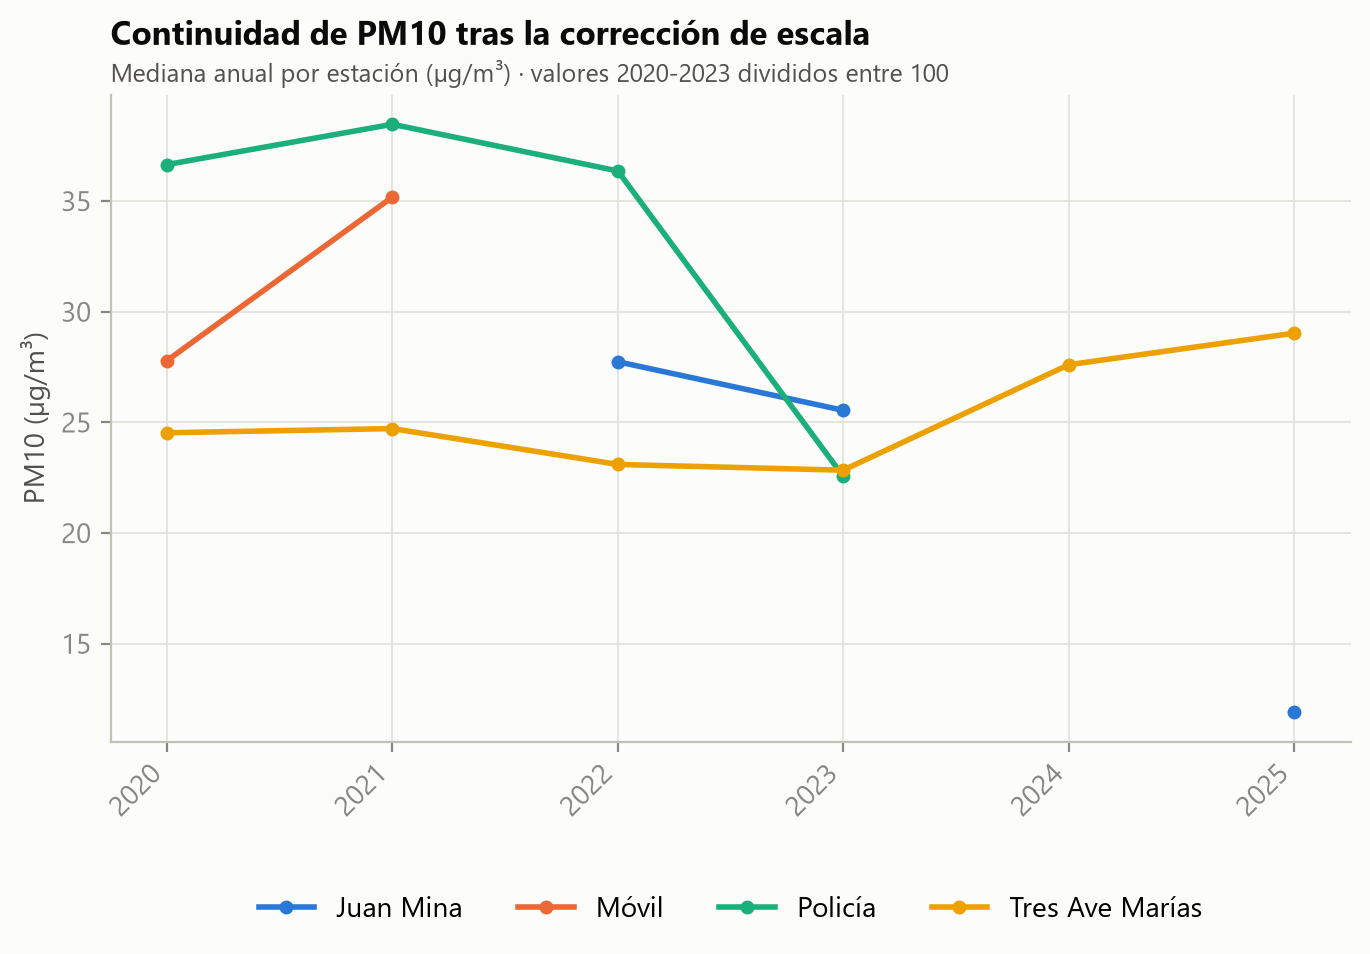 Continuidad de PM10 tras la corrección de escala
Mediana anual por estación (µg/m³) · valores 2020-2023 divididos entre 100
PM10 (µg/m³)
35
30
25
20
15
2020
2021
2022
2023
2024
2025
Juan Mina
Móvil
Policía
Tres Ave Marías